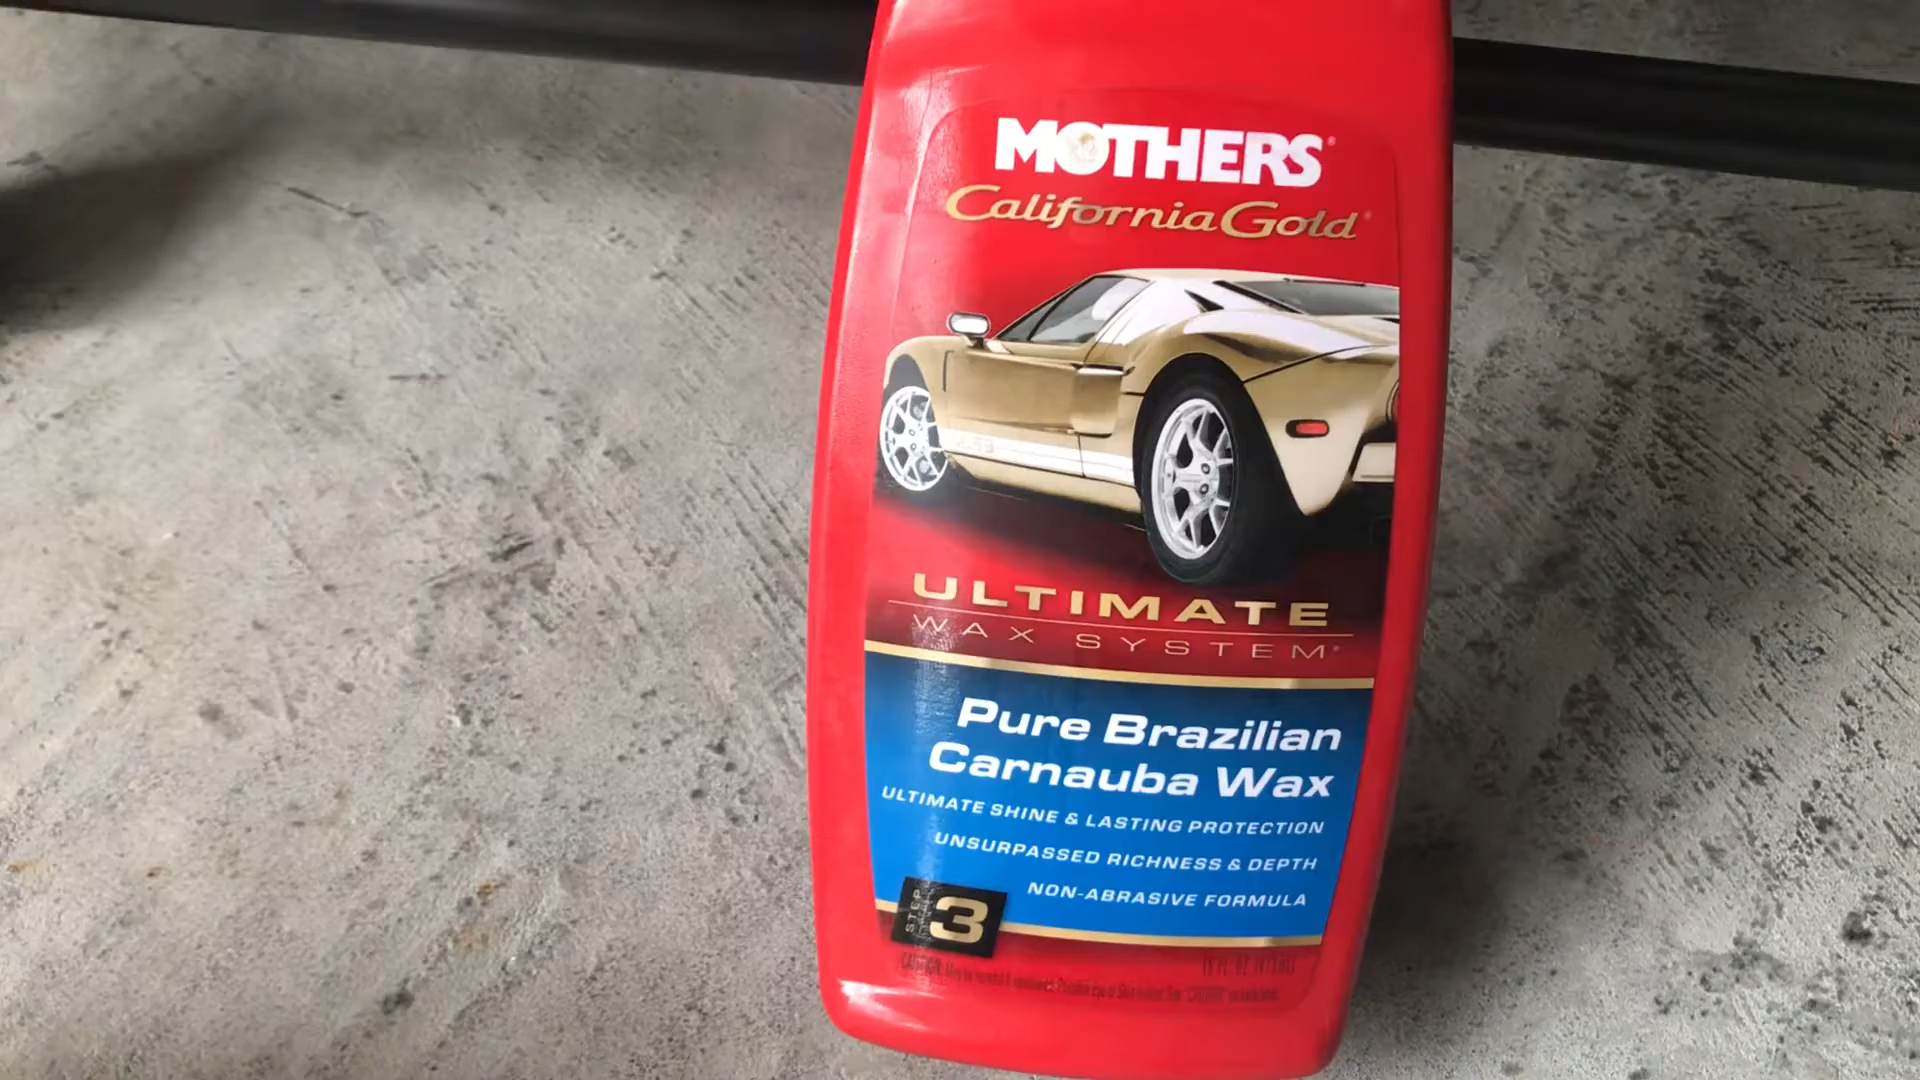 MOTHERS®
California Gold®
ULTIMATE
WAX SYSTEM®
Pure Brazilian
Carnauba Wax
ULTIMATE SHINE & LASTING PROTECTION
UNSURPASSED RICHNESS & DEPTH
NON-ABRASIVE FORMULA
STEP 3